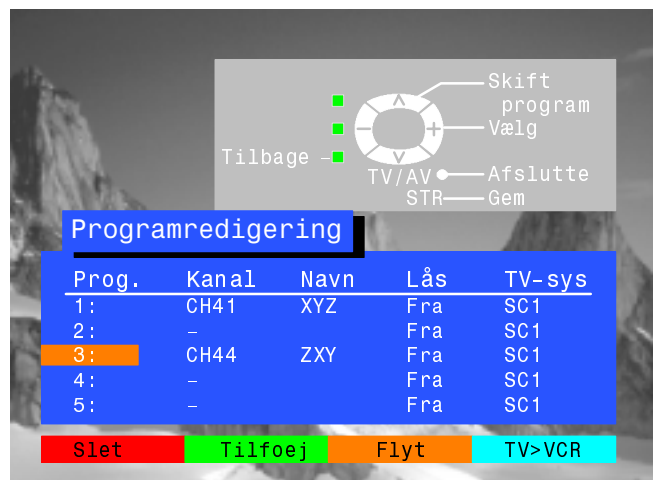 Skift
program
Vælg
Tilbage –
TV/AV Afslutte
STR Gem
Programredigering
Prog. Kanal Navn Lås TV-sys
1: CH41 XYZ Fra SC1
2: – Fra SC1
3: CH44 ZXY Fra SC1
4: – Fra SC1
5: – Fra SC1
Slet Tilfoej Flyt TV>VCR